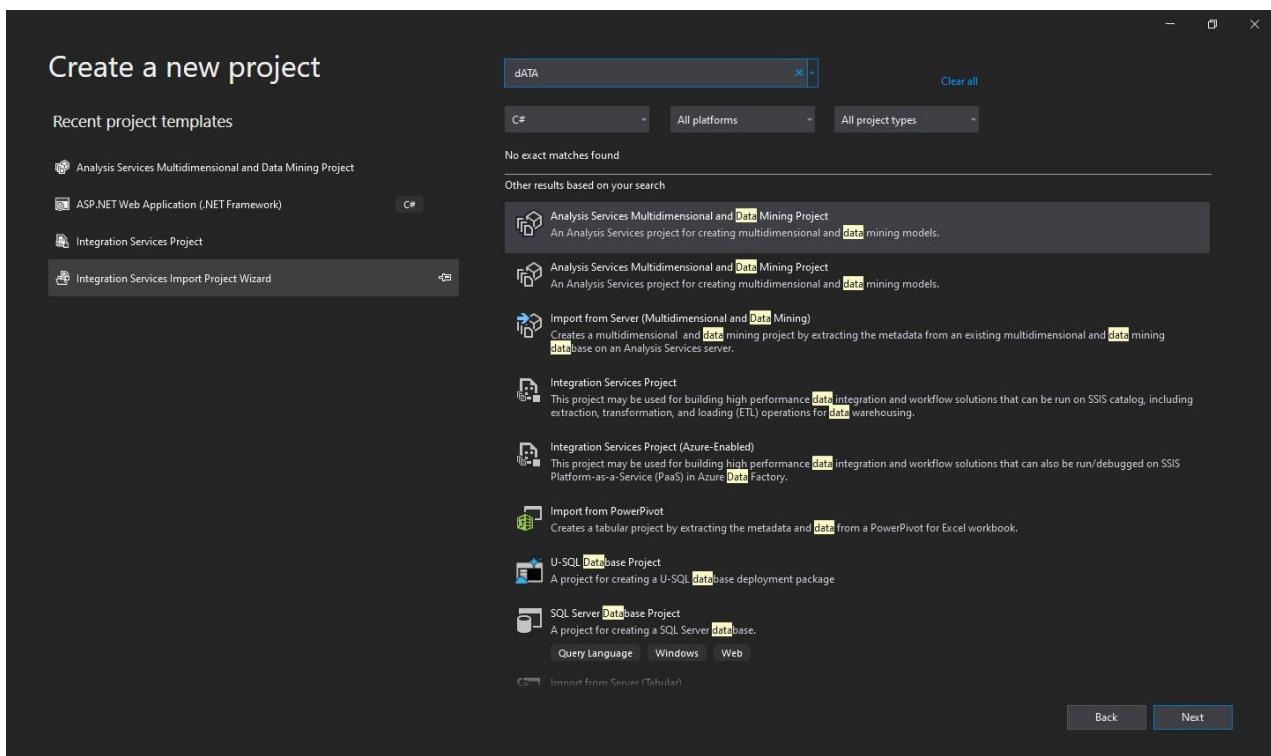 Create a new project
Recent project templates
Analysis Services Multidimensional and Data Mining Project
ASP.NET Web Application (.NET Framework)
C#
Integration Services Project
Integration Services Import Project Wizard
dATA
Clear all
C#
All platforms
All project types
No exact matches found
Other results based on your search
Analysis Services Multidimensional and Data Mining Project
An Analysis Services project for creating multidimensional and data mining models.
Analysis Services Multidimensional and Data Mining Project
An Analysis Services project for creating multidimensional and data mining models.
Import from Server (Multidimensional and Data Mining)
Creates a multidimensional and data mining project by extracting the metadata from an existing multidimensional and data mining
database on an Analysis Services server.
Integration Services Project
This project may be used for building high performance data integration and workflow solutions that can be run on SSIS catalog, including
extraction, transformation, and loading (ETL) operations for data warehousing.
Integration Services Project (Azure-Enabled)
This project may be used for building high performance data integration and workflow solutions that can also be run/debugged on SSIS
Platform-as-a-Service (PaaS) in Azure Data Factory.
Import from PowerPivot
Creates a tabular project by extracting the metadata and data from a PowerPivot for Excel workbook.
U-SQL Database Project
A project for creating a U-SQL database deployment package
SQL Server Database Project
A project for creating a SQL Server database.
Query Language
Windows
Web
Import from Server (Tabular)
Back
Next